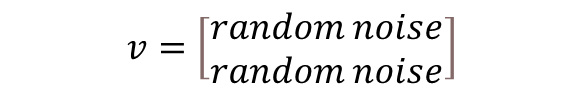 v = [random noise
random noise]